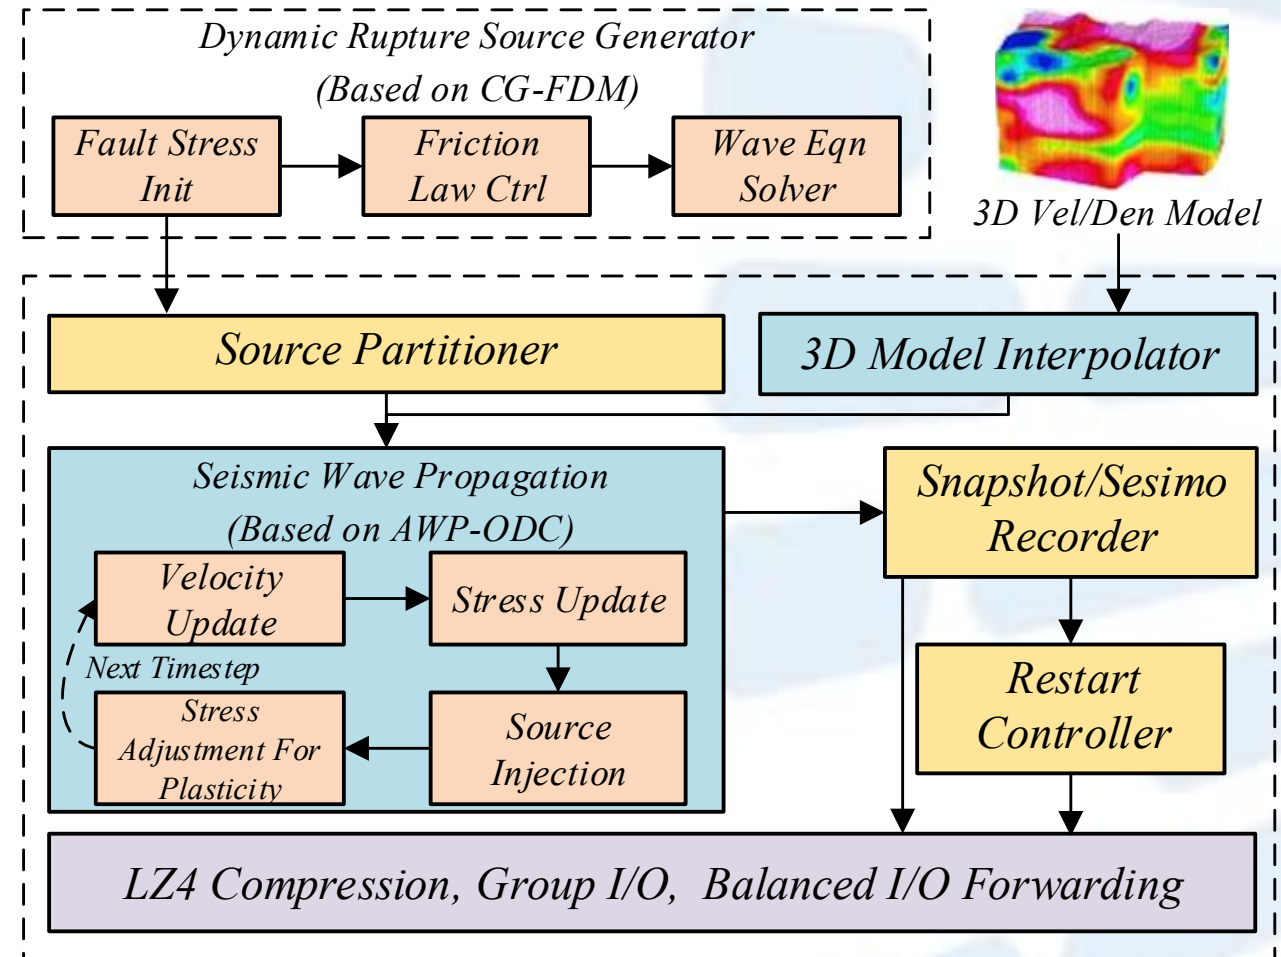 Dynamic Rupture Source Generator
(Based on CG-FDM)
Fault Stress
Init
Friction
Law Ctrl
Wave Eqn
Solver
3D Vel/Den Model
Source Partitioner
3D Model Interpolator
Seismic Wave Propagation
(Based on AWP-ODC)
Velocity
Update
Stress Update
Next Timestep
Stress
Adjustment For
Plasticity
Source
Injection
Snapshot/Sesimo
Recorder
Restart
Controller
LZ4 Compression, Group I/O, Balanced I/O Forwarding